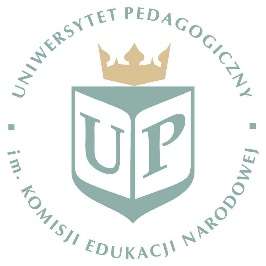 UNIWERSYTET PEDAGOGICZNY
UP
im. KOMISJI EDUKACJI NARODOWEJ